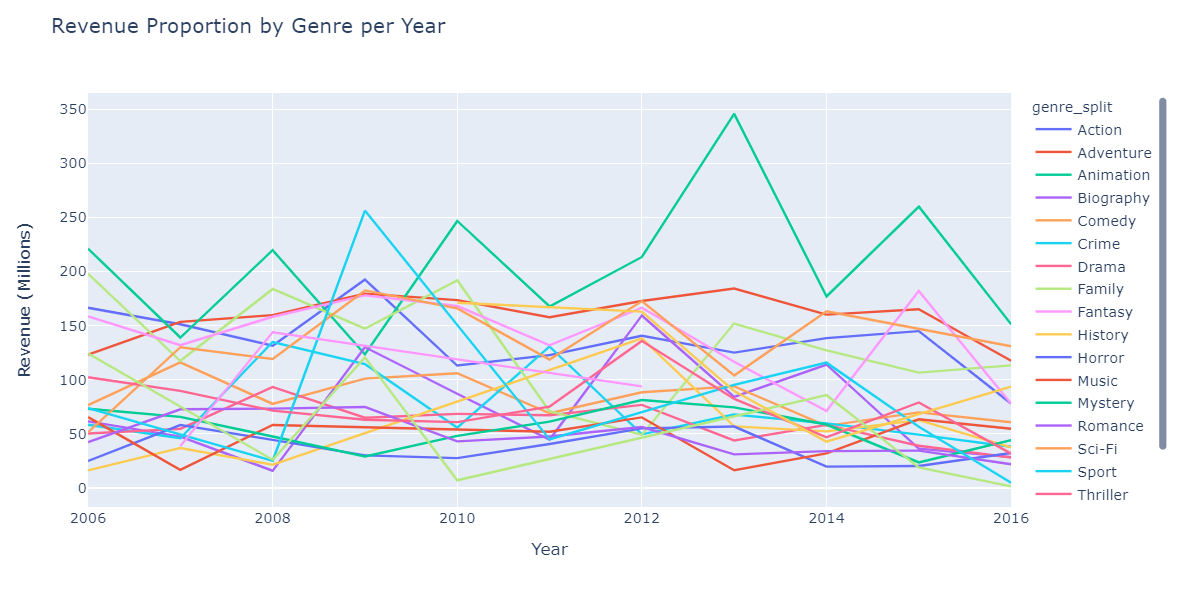 Revenue Proportion by Genre per Year
Revenue (Millions)
350
300
250
200
150
100
50
0
2006
2008
2010
2012
2014
2016
Year
genre_split
Action
Adventure
Animation
Biography
Comedy
Crime
Drama
Family
Fantasy
History
Horror
Music
Mystery
Romance
Sci-Fi
Sport
Thriller